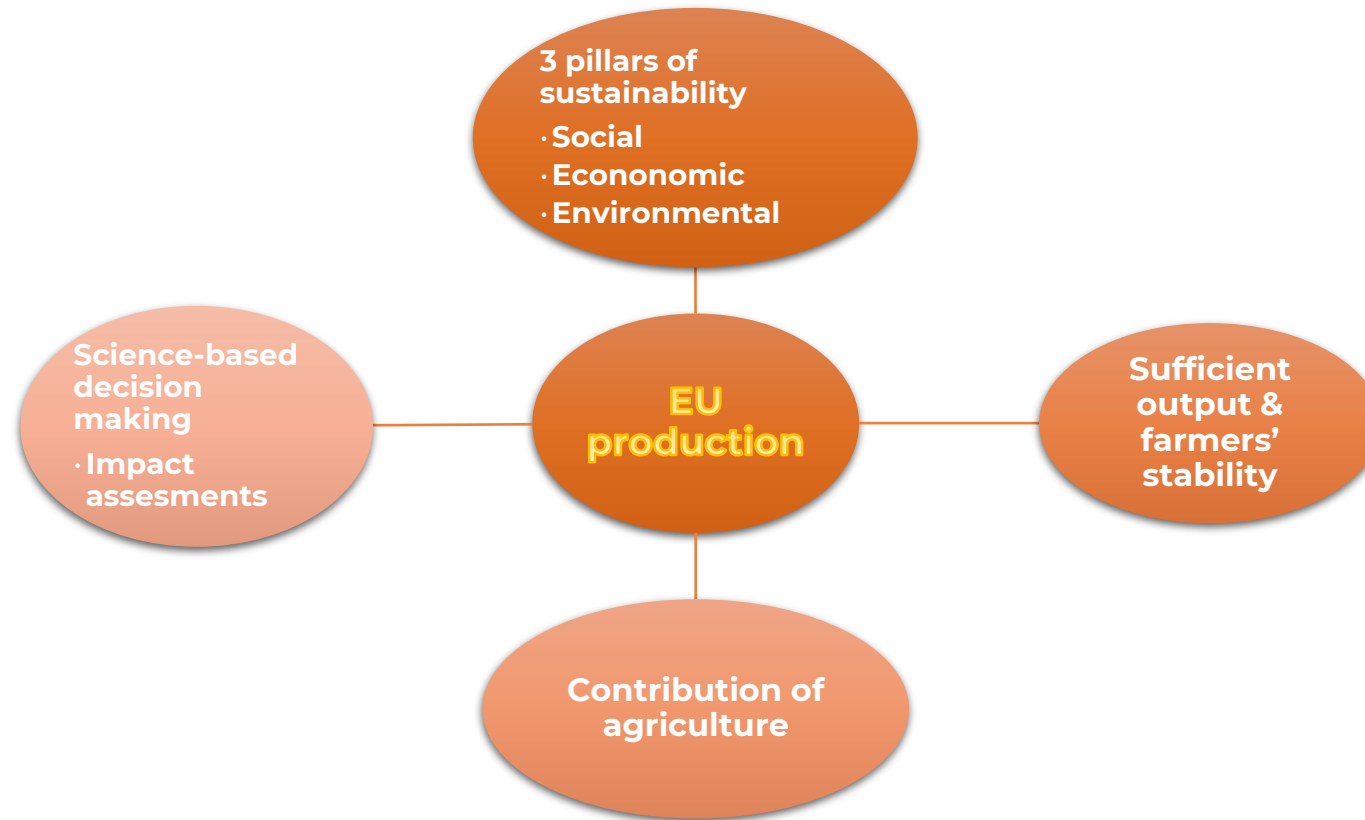 3 pillars of
sustainability
· Social
· Econonomic
· Environmental
Science-based
decision
making
· Impact
assesments
EU
production
Sufficient
output &
farmers’
stability
Contribution of
agriculture